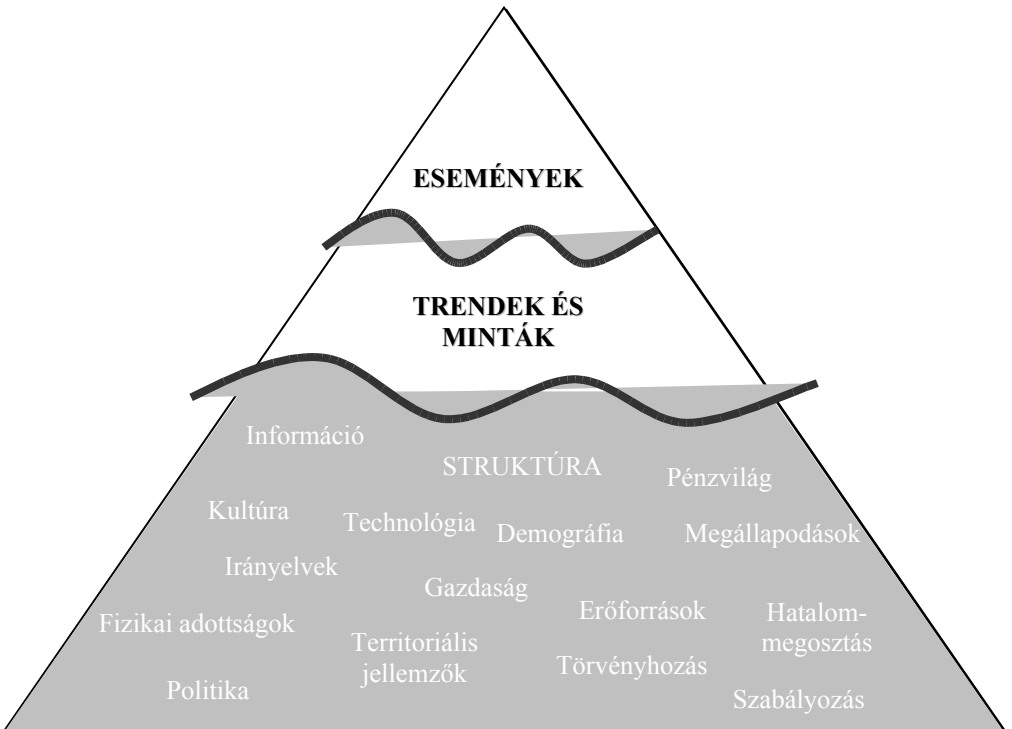 ESEMÉNYEK
TRENDEK ÉS
MINTÁK
Információ
STRUKTÚRA
Pénzvilág
Kultúra
Technológia
Demográfia
Megállapodások
Irányelvek
Gazdaság
Erőforrások
Hatalom-
megosztás
Fizikai adottságok
Territoriális
jellemzők
Törvényhozás
Politika
Szabályozás